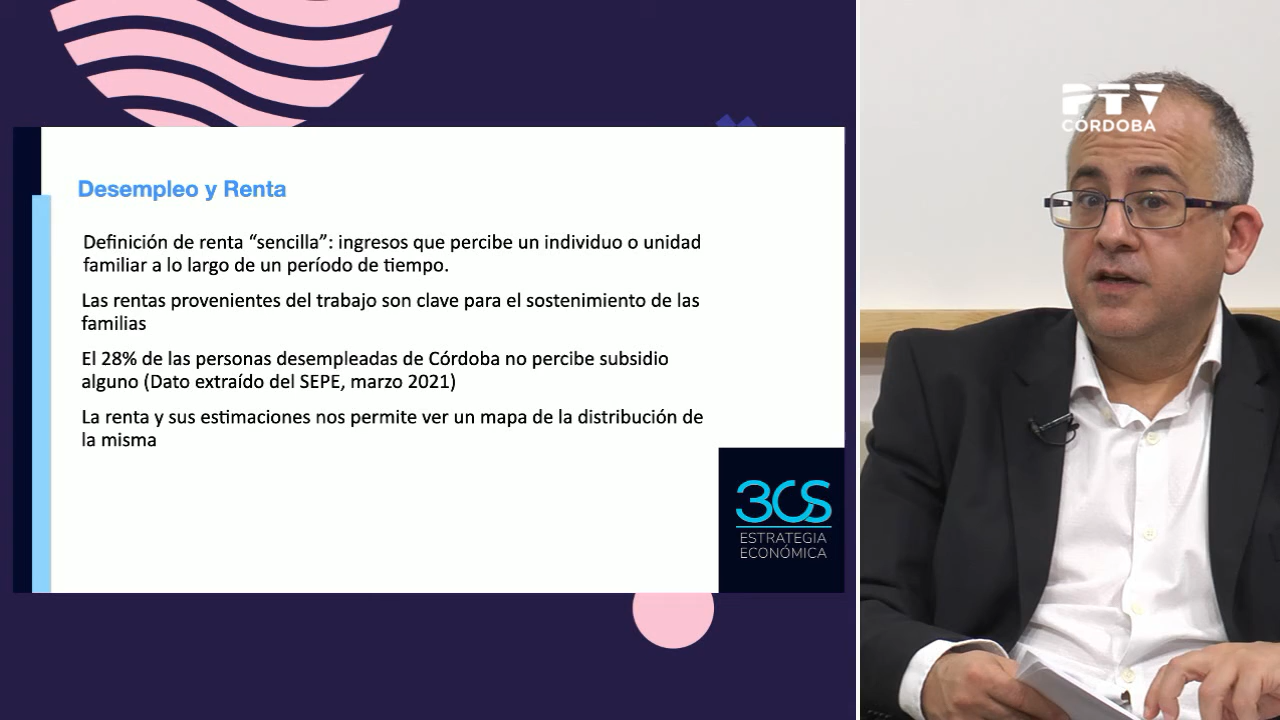 Desempleo y Renta
Definición de renta “sencilla”: ingresos que percibe un individuo o unidad
familiar a lo largo de un período de tiempo.
Las rentas provenientes del trabajo son clave para el sostenimiento de las
familias
El 28% de las personas desempleadas de Córdoba no percibe subsidio
alguno (Dato extraído del SEPE, marzo 2021)
La renta y sus estimaciones nos permite ver un mapa de la distribución de
la misma
3CS
ESTRATEGIA
ECONÓMICA
PTV
CÓRDOBA